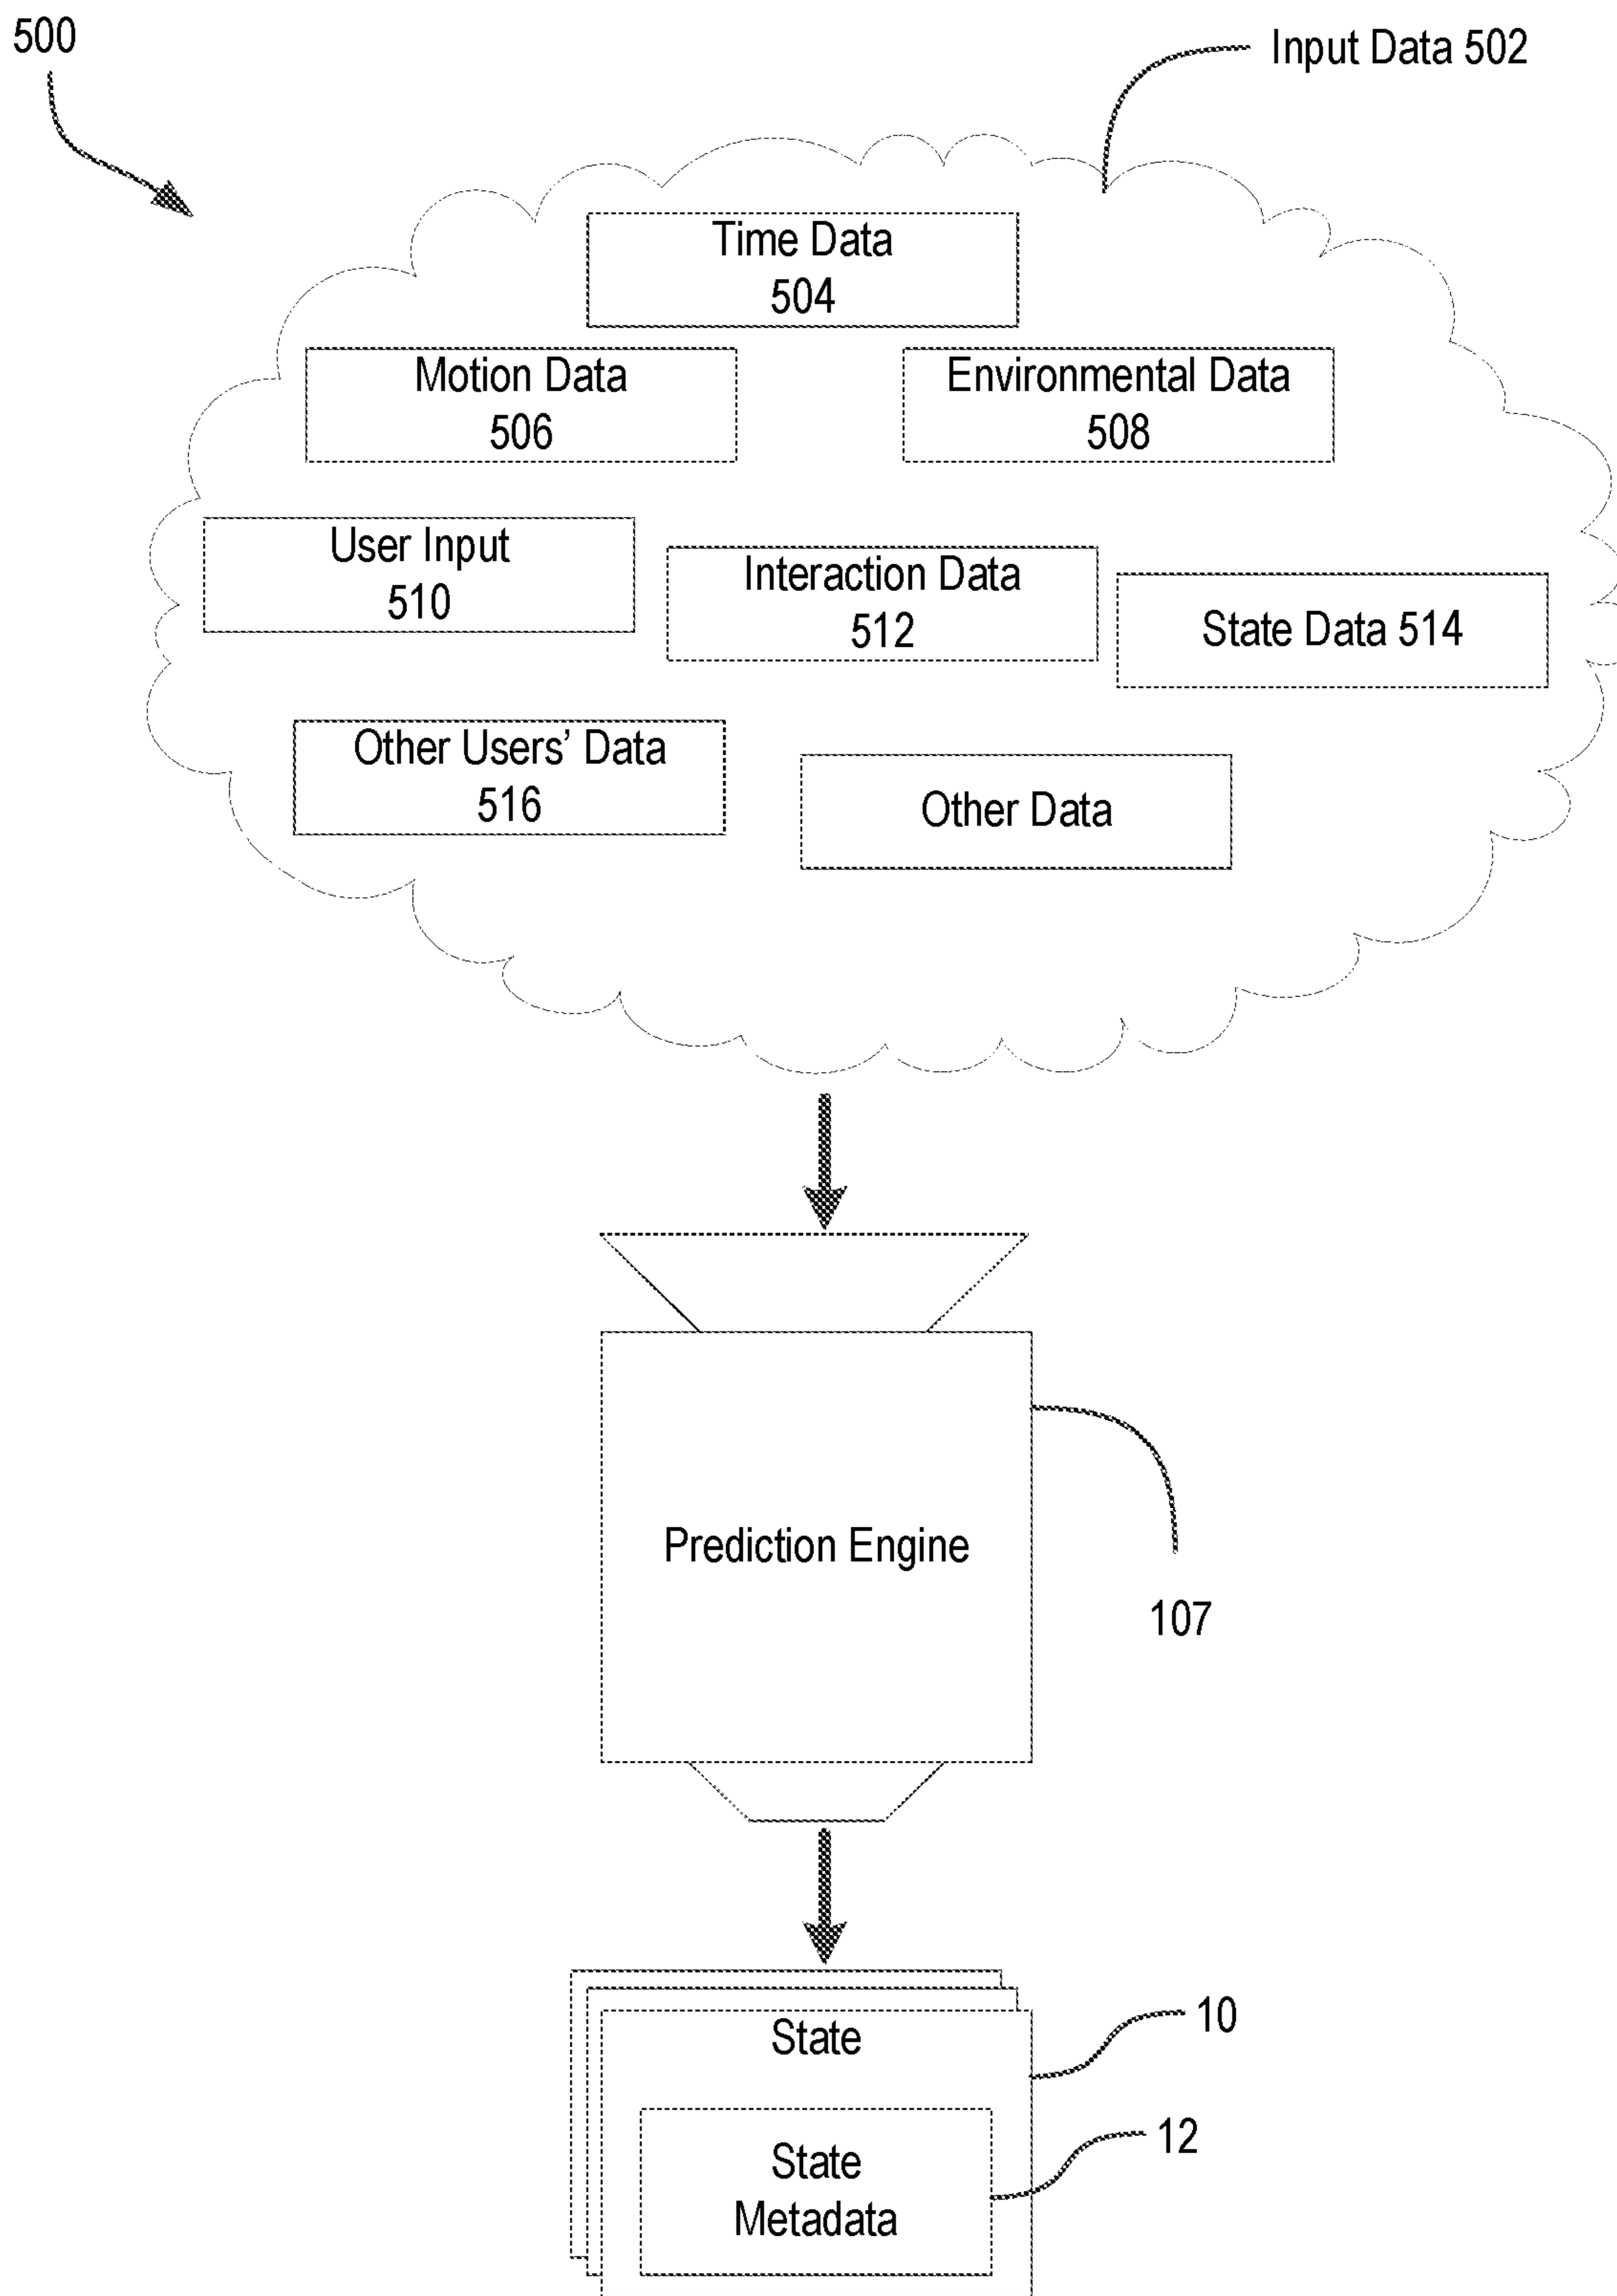 500
Input Data 502
Time Data
504
Motion Data
506
Environmental Data
508
User Input
510
Interaction Data
512
State Data 514
Other Users’ Data
516
Other Data
Prediction Engine
107
State
10
State
Metadata
12